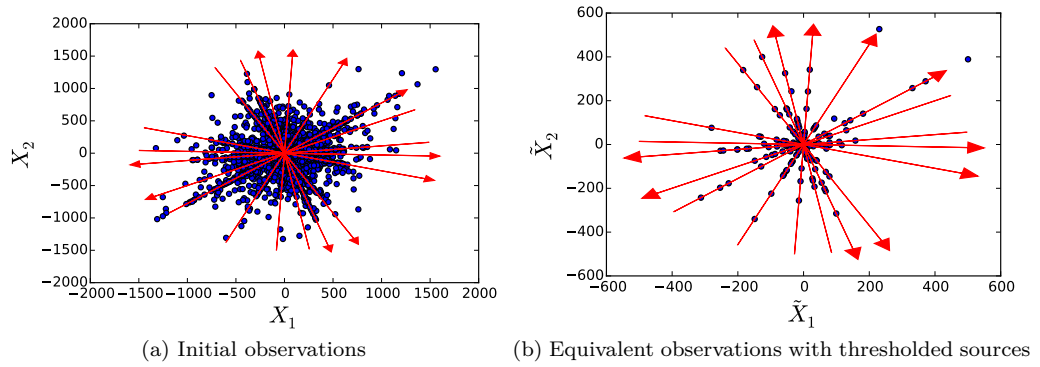 2000
1500
1000
500
0
−500
−1000
−1500
−2000
X₂
−2000 −1500 −1000 −500 0 500 1000 1500 2000
X₁
(a) Initial observations
600
400
200
0
−200
−400
−600
X̃₂
−600 −400 −200 0 200 400 600
X̃₁
(b) Equivalent observations with thresholded sources